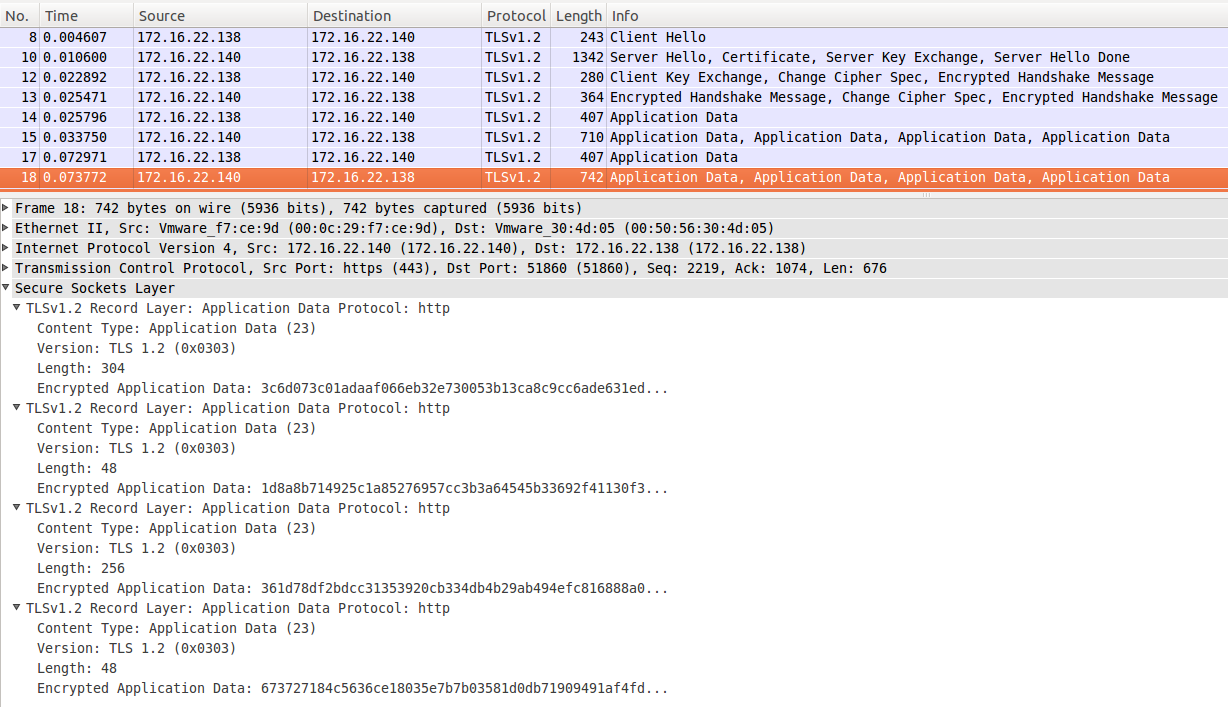 No. Time Source Destination Protocol Length Info
8 0.004607 172.16.22.138 172.16.22.140 TLSv1.2 243 Client Hello
10 0.010600 172.16.22.140 172.16.22.138 TLSv1.2 1342 Server Hello, Certificate, Server Key Exchange, Server Hello Done
12 0.022892 172.16.22.138 172.16.22.140 TLSv1.2 280 Client Key Exchange, Change Cipher Spec, Encrypted Handshake Message
13 0.025471 172.16.22.140 172.16.22.138 TLSv1.2 364 Encrypted Handshake Message, Change Cipher Spec, Encrypted Handshake Message
14 0.025796 172.16.22.138 172.16.22.140 TLSv1.2 407 Application Data
15 0.033750 172.16.22.140 172.16.22.138 TLSv1.2 710 Application Data, Application Data, Application Data, Application Data
17 0.072971 172.16.22.138 172.16.22.140 TLSv1.2 407 Application Data
18 0.073772 172.16.22.140 172.16.22.138 TLSv1.2 742 Application Data, Application Data, Application Data, Application Data
Frame 18: 742 bytes on wire (5936 bits), 742 bytes captured (5936 bits)
Ethernet II, Src: Vmware_f7:ce:9d (00:0c:29:f7:ce:9d), Dst: Vmware_30:4d:05 (00:50:56:30:4d:05)
Internet Protocol Version 4, Src: 172.16.22.140 (172.16.22.140), Dst: 172.16.22.138 (172.16.22.138)
Transmission Control Protocol, Src Port: https (443), Dst Port: 51860 (51860), Seq: 2219, Ack: 1074, Len: 676
Secure Sockets Layer
TLSv1.2 Record Layer: Application Data Protocol: http
Content Type: Application Data (23)
Version: TLS 1.2 (0x0303)
Length: 304
Encrypted Application Data: 3c6d073c01adaaf066eb32e730053b13ca8c9cc6ade631ed...
TLSv1.2 Record Layer: Application Data Protocol: http
Content Type: Application Data (23)
Version: TLS 1.2 (0x0303)
Length: 48
Encrypted Application Data: 1d8a8b714925c1a85276957cc3b3a64545b33692f41130f3...
TLSv1.2 Record Layer: Application Data Protocol: http
Content Type: Application Data (23)
Version: TLS 1.2 (0x0303)
Length: 256
Encrypted Application Data: 361d78df2bdcc31353920cb334db4b29ab494efc816888a0...
TLSv1.2 Record Layer: Application Data Protocol: http
Content Type: Application Data (23)
Version: TLS 1.2 (0x0303)
Length: 48
Encrypted Application Data: 673727184c5636ce18035e7b7b03581d0db71909491af4fd...